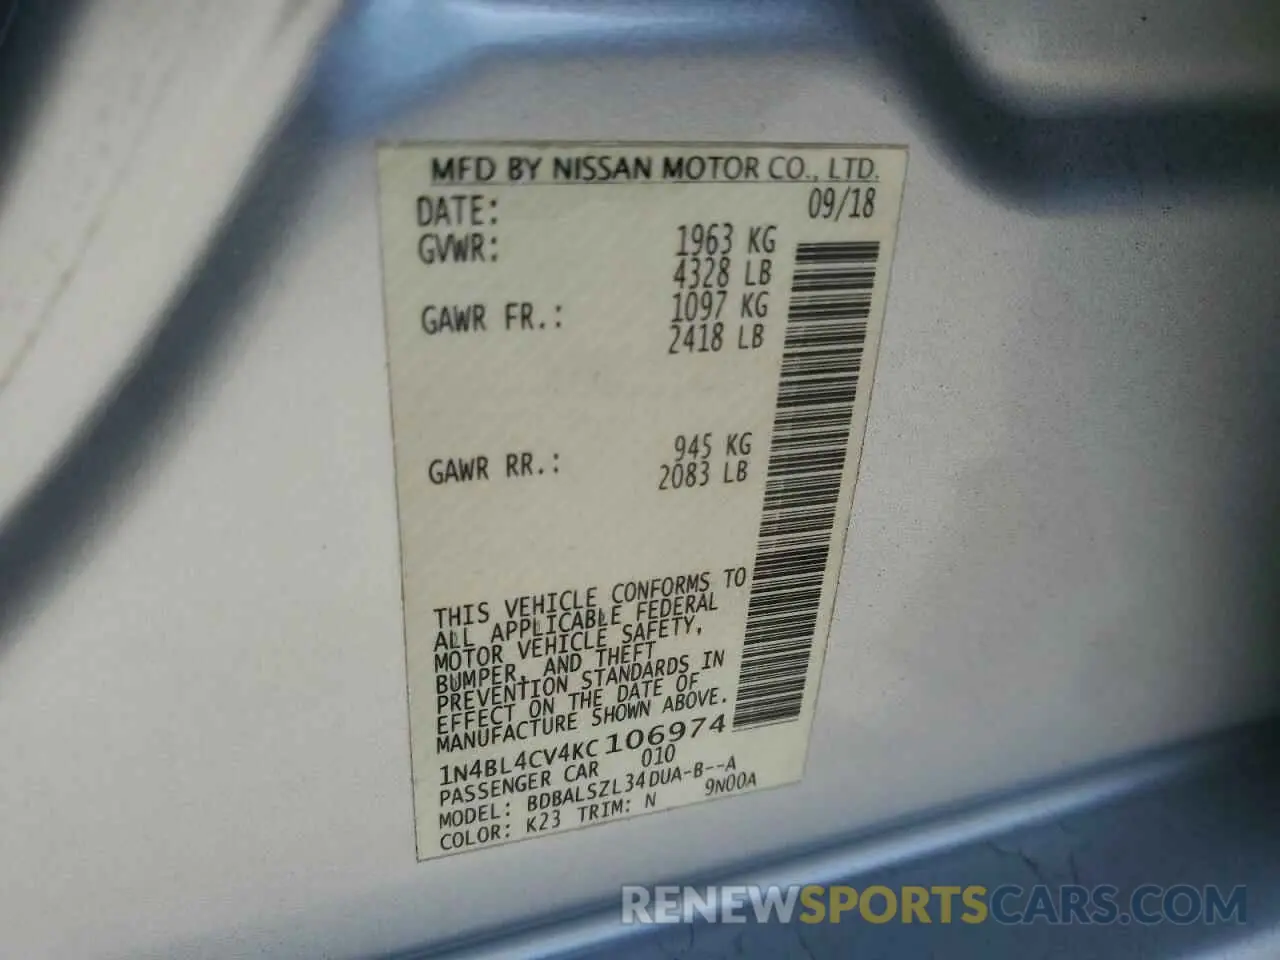 MFD BY NISSAN MOTOR CO., LTD.
DATE: 09/18
GVWR: 1963 KG
4328 LB
GAWR FR.: 1097 KG
2418 LB
GAWR RR.: 945 KG
2083 LB
THIS VEHICLE CONFORMS TO
ALL APPLICABLE FEDERAL
MOTOR VEHICLE SAFETY,
BUMPER, AND THEFT
PREVENTION STANDARDS IN
EFFECT ON THE DATE OF
MANUFACTURE SHOWN ABOVE.
1N4BL4CV4KC106974
PASSENGER CAR 010
MODEL: BDBALSZL34DUA-B--A
COLOR: K23 TRIM: N 9N00A
RENEWSPORTSCARS.COM